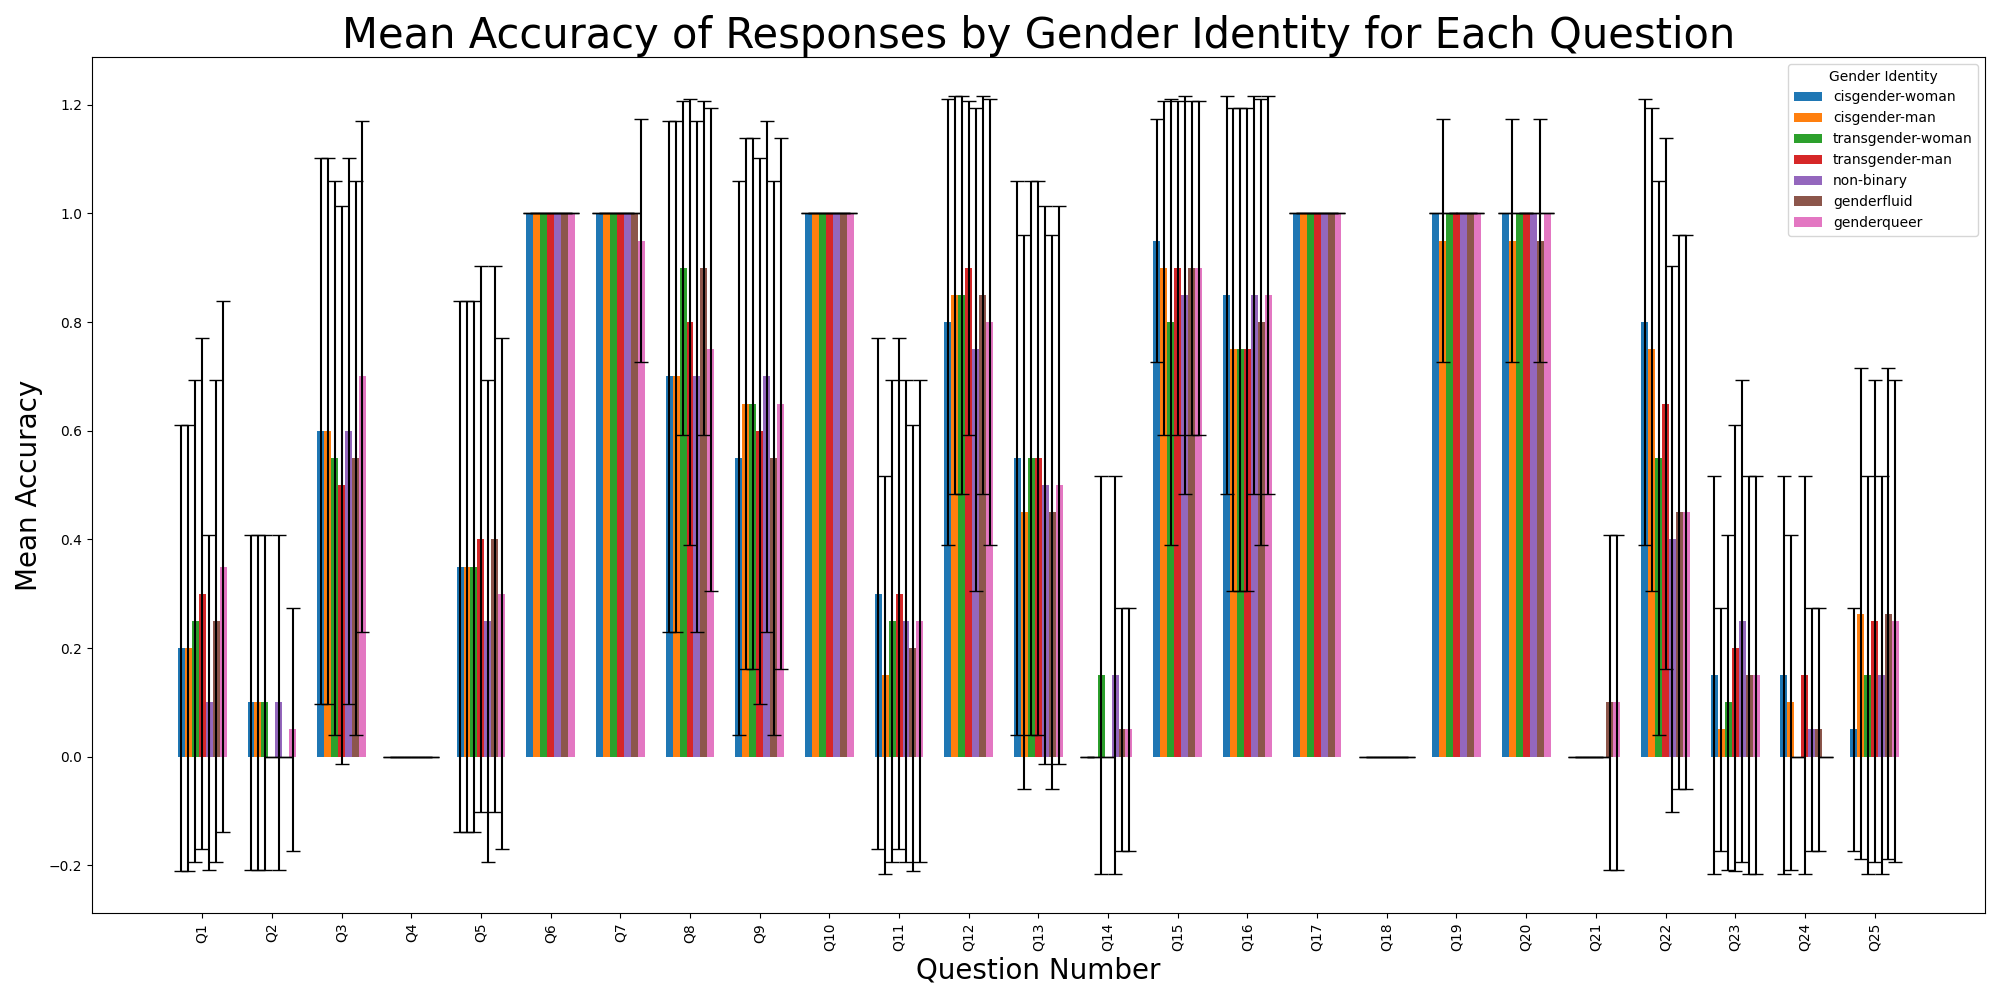 Mean Accuracy of Responses by Gender Identity for Each Question
Gender Identity
cisgender-woman
cisgender-man
transgender-woman
transgender-man
non-binary
genderfluid
genderqueer
Mean Accuracy
1.2
1.0
0.8
0.6
0.4
0.2
0.0
−0.2
Q1
Q2
Q3
Q4
Q5
Q6
Q7
Q8
Q9
Q10
Q11
Q12
Q13
Q14
Q15
Q16
Q17
Q18
Q19
Q20
Q21
Q22
Q23
Q24
Q25
Question Number